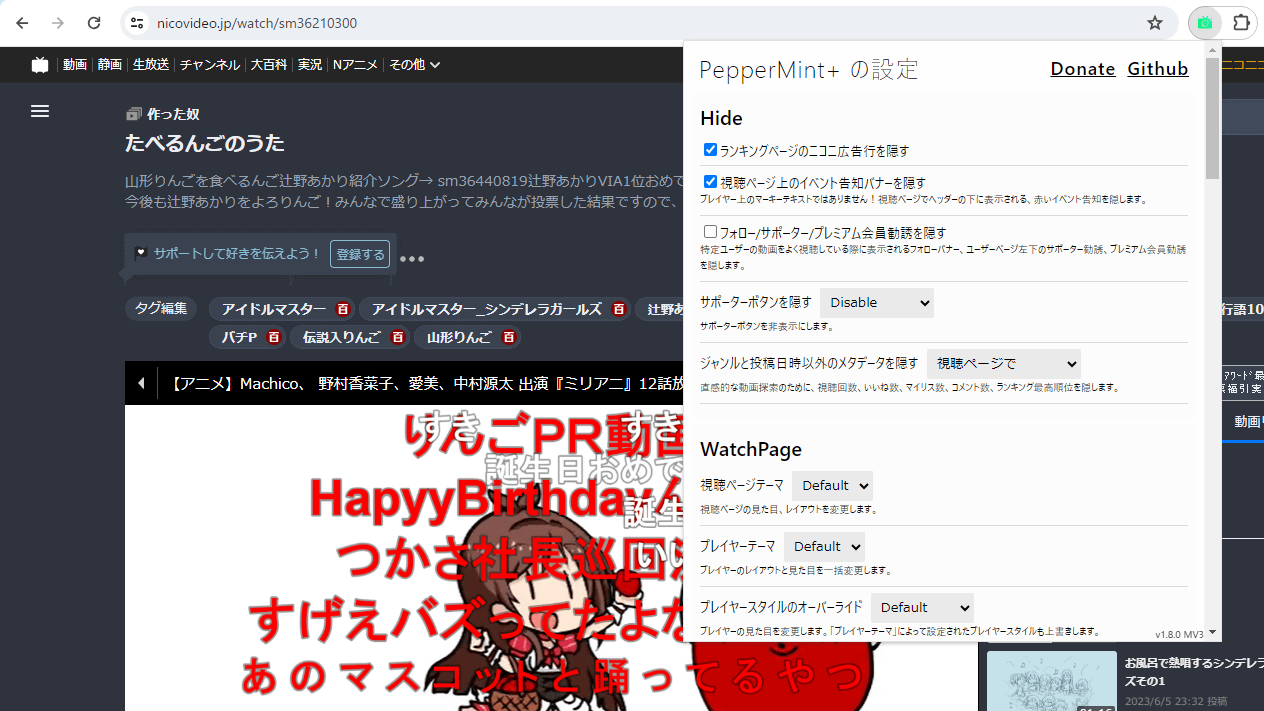 nicovideo.jp/watch/sm36210300
動画 静画 生放送 チャンネル 大百科 実況 Nアニメ その他
作った奴
たべるんごのうた
山形りんごを食べるんご辻野あかり紹介ソング→ sm36440819辻野あかりVIA1位おめで
今後も辻野あかりをよろりんご！みんなで盛り上がってみんなが投票した結果ですので、
サポートして好きを伝えよう！ 登録する
タグ編集 アイドルマスター 百 アイドルマスター_シンデレラガールズ 百 辻野あ
バチP 百 伝説入りんご 百 山形りんご 百
【アニメ】Machico、 野村香菜子、愛美、中村源太 出演『ミリアニ』12話放
りんごPR動画
すき すき
誕生日おめで
HapyyBirthdayん
誕生
つかさ社長巡回済
いい
すげえバズってたよな
あのマスコットと踊ってるやつ
PepperMint+ の設定 Donate Github
Hide
ランキングページのニコニ広告行を隠す
視聴ページ上のイベント告知バナーを隠す
プレイヤー上のマーキーテキストではありません！視聴ページでヘッダーの下に表示される、赤いイベント告知を隠します。
フォロー/サポーター/プレミアム会員勧誘を隠す
特定ユーザーの動画をよく視聴している際に表示されるフォローバナー、ユーザーページ左下のサポーター勧誘、プレミアム会員勧誘
を隠します。
サポーターボタンを隠す Disable
サポーターボタンを非表示にします。
ジャンルと投稿日時以外のメタデータを隠す 視聴ページで
直感的な動画探索のために、視聴回数、いいね数、マイリス数、コメント数、ランキング最高順位を隠します。
WatchPage
視聴ページテーマ Default
視聴ページの見た目、レイアウトを変更します。
プレイヤーテーマ Default
プレイヤーのレイアウトと見た目を一括変更します。
プレイヤースタイルのオーバーライド Default
プレイヤーの見た目を変更します。「プレイヤーテーマ」によって設定されたプレイヤースタイルも上書きします。
v1.8.0 MV3
ニコニ
行語10
ｱﾜｰﾄﾞ最
福引実
動画
お風呂で熱唱するシンデレラ
ズその1
2023/6/5 23:32 投稿